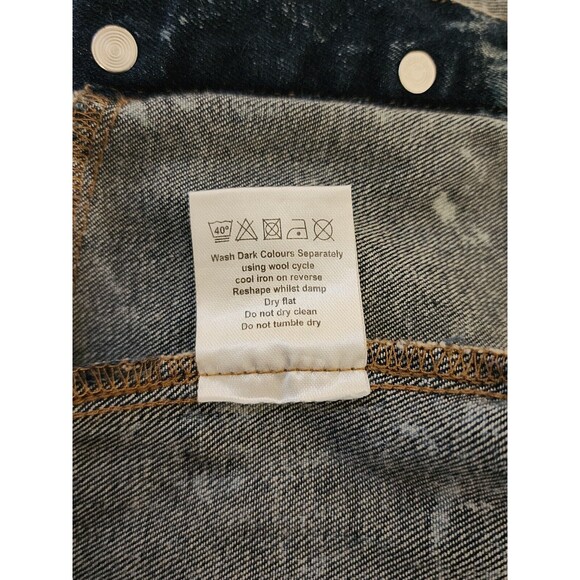 40°
Wash Dark Colours Separately
using wool cycle
cool iron on reverse
Reshape whilst damp
Dry flat
Do not dry clean
Do not tumble dry